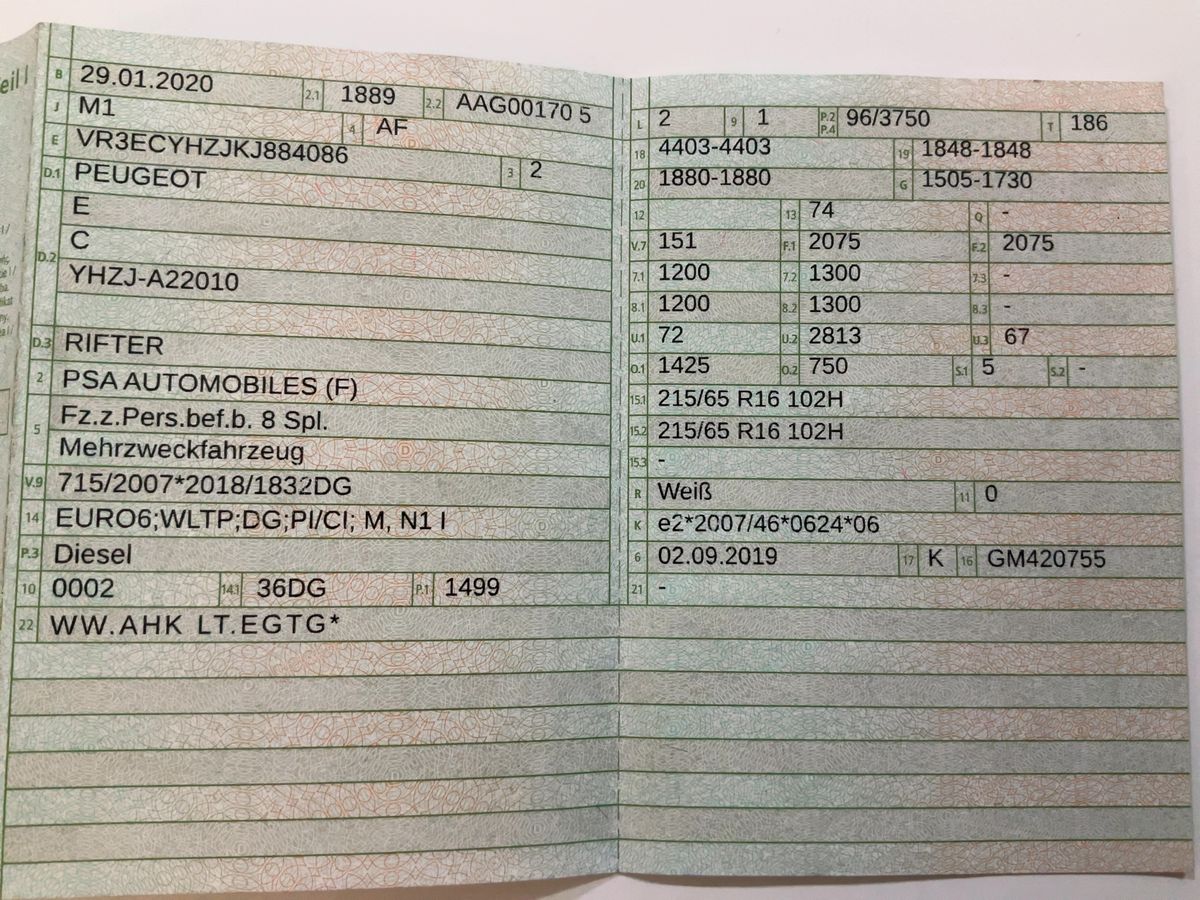 eil I
B 29.01.2020 2.1 1889 2.2 AAG00170 5
J M1 4 AF
E VR3ECYHZJKJ884086 3 2
D.1 PEUGEOT
D.2 E
C
YHZJ-A22010
D.3 RIFTER
2 PSA AUTOMOBILES (F)
5 Fz.z.Pers.bef.b. 8 Spl.
Mehrzweckfahrzeug
V.9 715/2007*2018/1832DG
14 EURO6;WLTP;DG;PI/CI; M, N1 I
P.3 Diesel
10 0002 14.1 36DG P.1 1499
22 WW.AHK LT.EGTG*
L 2 9 1 P.2 P.4 96/3750 T 186
18 4403-4403 19 1848-1848
20 1880-1880 G 1505-1730
12 13 74 Q -
V.7 151 F.1 2075 F.2 2075
7.1 1200 7.2 1300 7.3 -
8.1 1200 8.2 1300 8.3 -
U.1 72 U.2 2813 U.3 67
O.1 1425 O.2 750 S.1 5 S.2 -
15.1 215/65 R16 102H
15.2 215/65 R16 102H
15.3 -
R Weiß 11 0
K e2*2007/46*0624*06
6 02.09.2019 17 K 16 GM420755
21 -